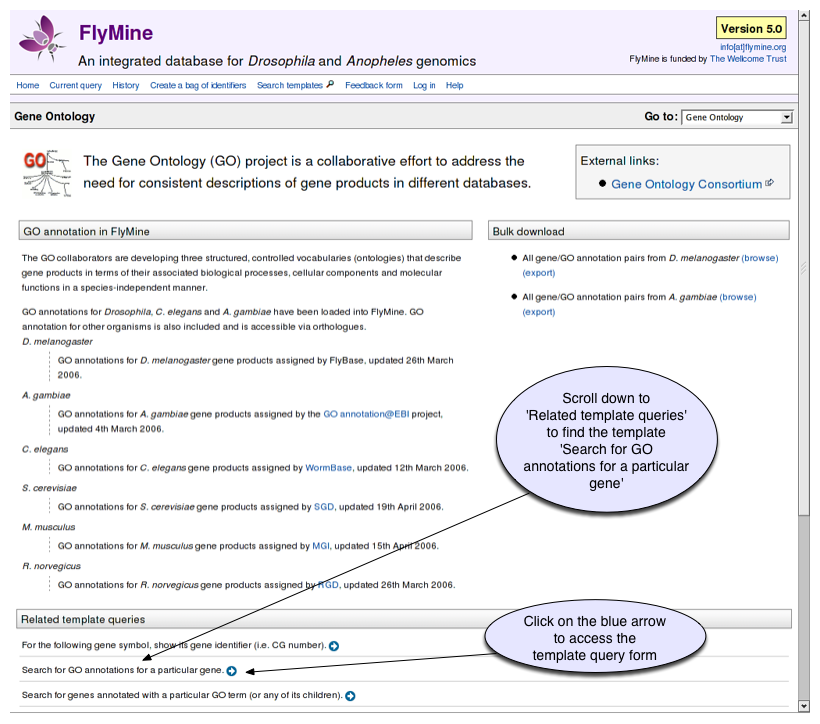 FlyMine
Version 5.0
An integrated database for Drosophila and Anopheles genomics
info[at]flymine.org
FlyMine is funded by The Wellcome Trust
Home Current query History Create a bag of identifiers Search templates Feedback form Log in Help
Gene Ontology
Go to: Gene Ontology
GO
The Gene Ontology (GO) project is a collaborative effort to address the
need for consistent descriptions of gene products in different databases.
External links:
Gene Ontology Consortium
GO annotation in FlyMine
The GO collaborators are developing three structured, controlled vocabularies (ontologies) that describe
gene products in terms of their associated biological processes, cellular components and molecular
functions in a species-independent manner.
GO annotations for Drosophila, C. elegans and A. gambiae have been loaded into FlyMine. GO
annotation for other organisms is also included and is accessible via orthologues.
D. melanogaster
GO annotations for D. melanogaster gene products assigned by FlyBase, updated 26th March
2006.
A. gambiae
GO annotations for A. gambiae gene products assigned by the GO annotation@EBI project,
updated 4th March 2006.
C. elegans
GO annotations for C. elegans gene products assigned by WormBase, updated 12th March 2006.
S. cerevisiae
GO annotations for S. cerevisiae gene products assigned by SGD, updated 19th April 2006.
M. musculus
GO annotations for M. musculus gene products assigned by MGI, updated 15th April 2006.
R. norvegicus
GO annotations for R. norvegicus gene products assigned by RGD, updated 26th March 2006.
Bulk download
All gene/GO annotation pairs from D. melanogaster (browse)
(export)
All gene/GO annotation pairs from A. gambiae (browse)
(export)
Scroll down to
'Related template queries'
to find the template
'Search for GO
annotations for a particular
gene'
Related template queries
For the following gene symbol, show its gene identifier (i.e. CG number).
Search for GO annotations for a particular gene.
Search for genes annotated with a particular GO term (or any of its children).
Click on the blue arrow
to access the
template query form